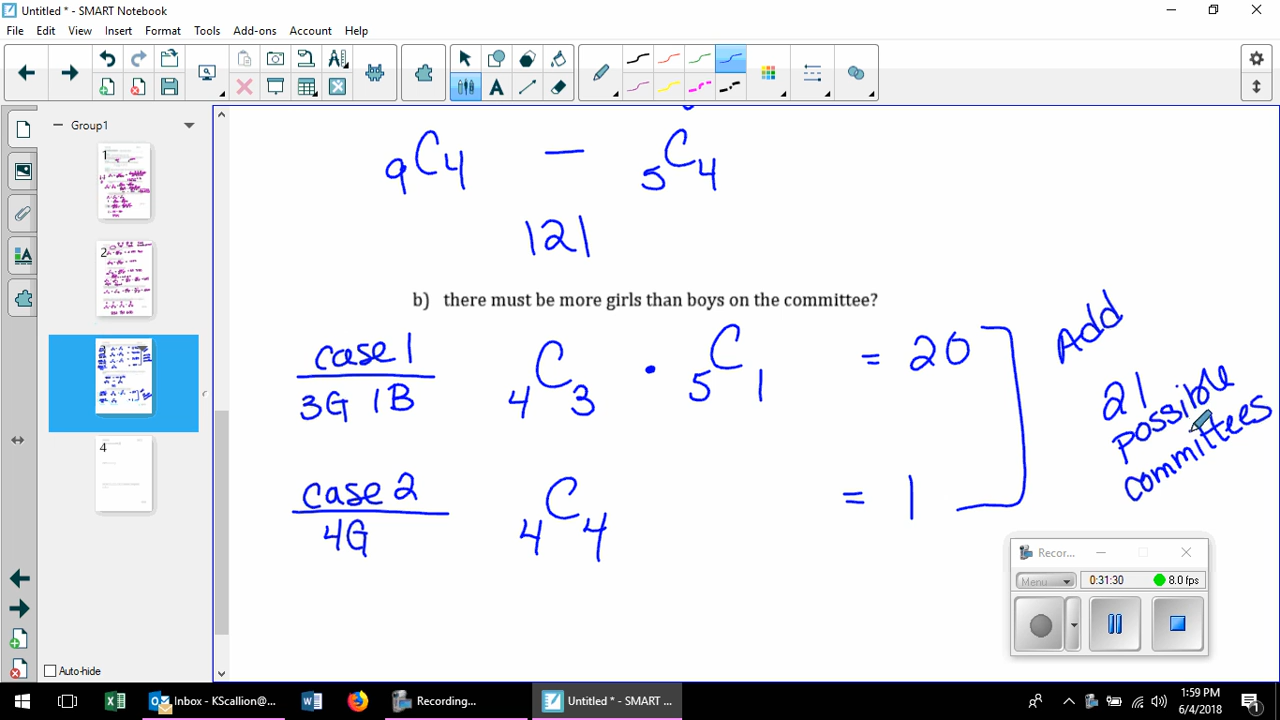 Untitled * - SMART Notebook
File Edit View Insert Format Tools Add-ons Account Help
Group1
1
2
4
9C4 — 5C4
121
b) there must be more girls than boys on the committee?
case 1
3G 1B
4C3 • 5C1 = 20
Add
21
possible
committees
case 2
4G
4C4 = 1
Recor...
Menu 0:31:30 8.0 fps
Auto-hide
Inbox - KScallion@... Recording... Untitled * - SMART ...
1:59 PM
6/4/2018